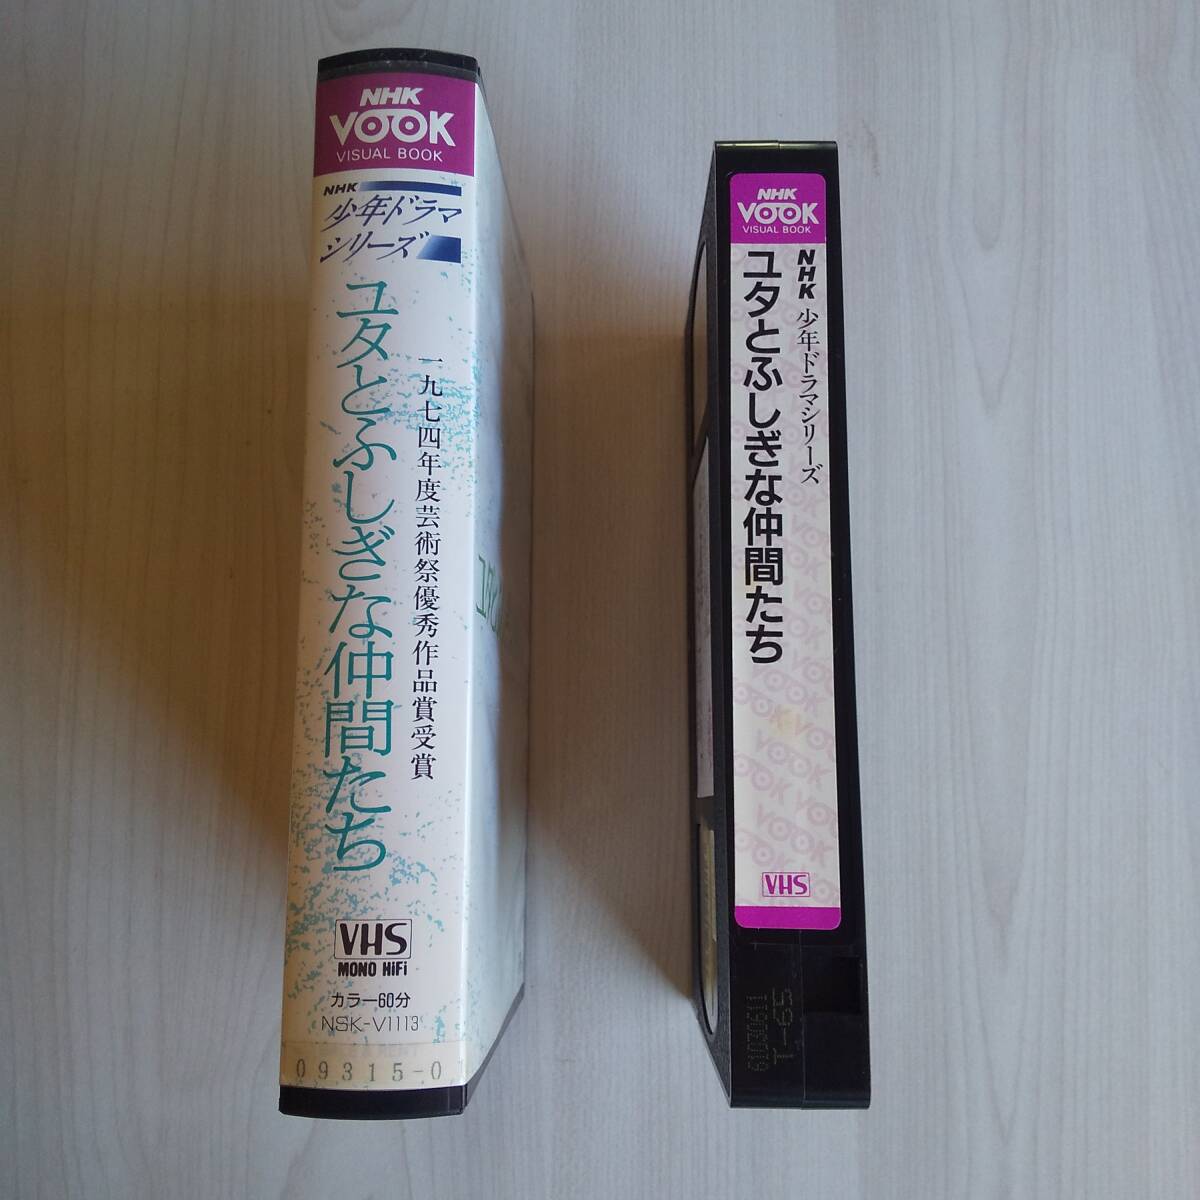 NHK
VOOK
VISUAL BOOK
NHK
少年ドラマ
シリーズ
ユタとふしぎな仲間たち
一九七四年度芸術祭優秀作品賞受賞
VHS
MONO HiFi
カラー60分
NSK-V1113
09315-0
NHK
VOOK
VISUAL BOOK
NHK 少年ドラマシリーズ
ユタとふしぎな仲間たち
VHS
61030611
T-65